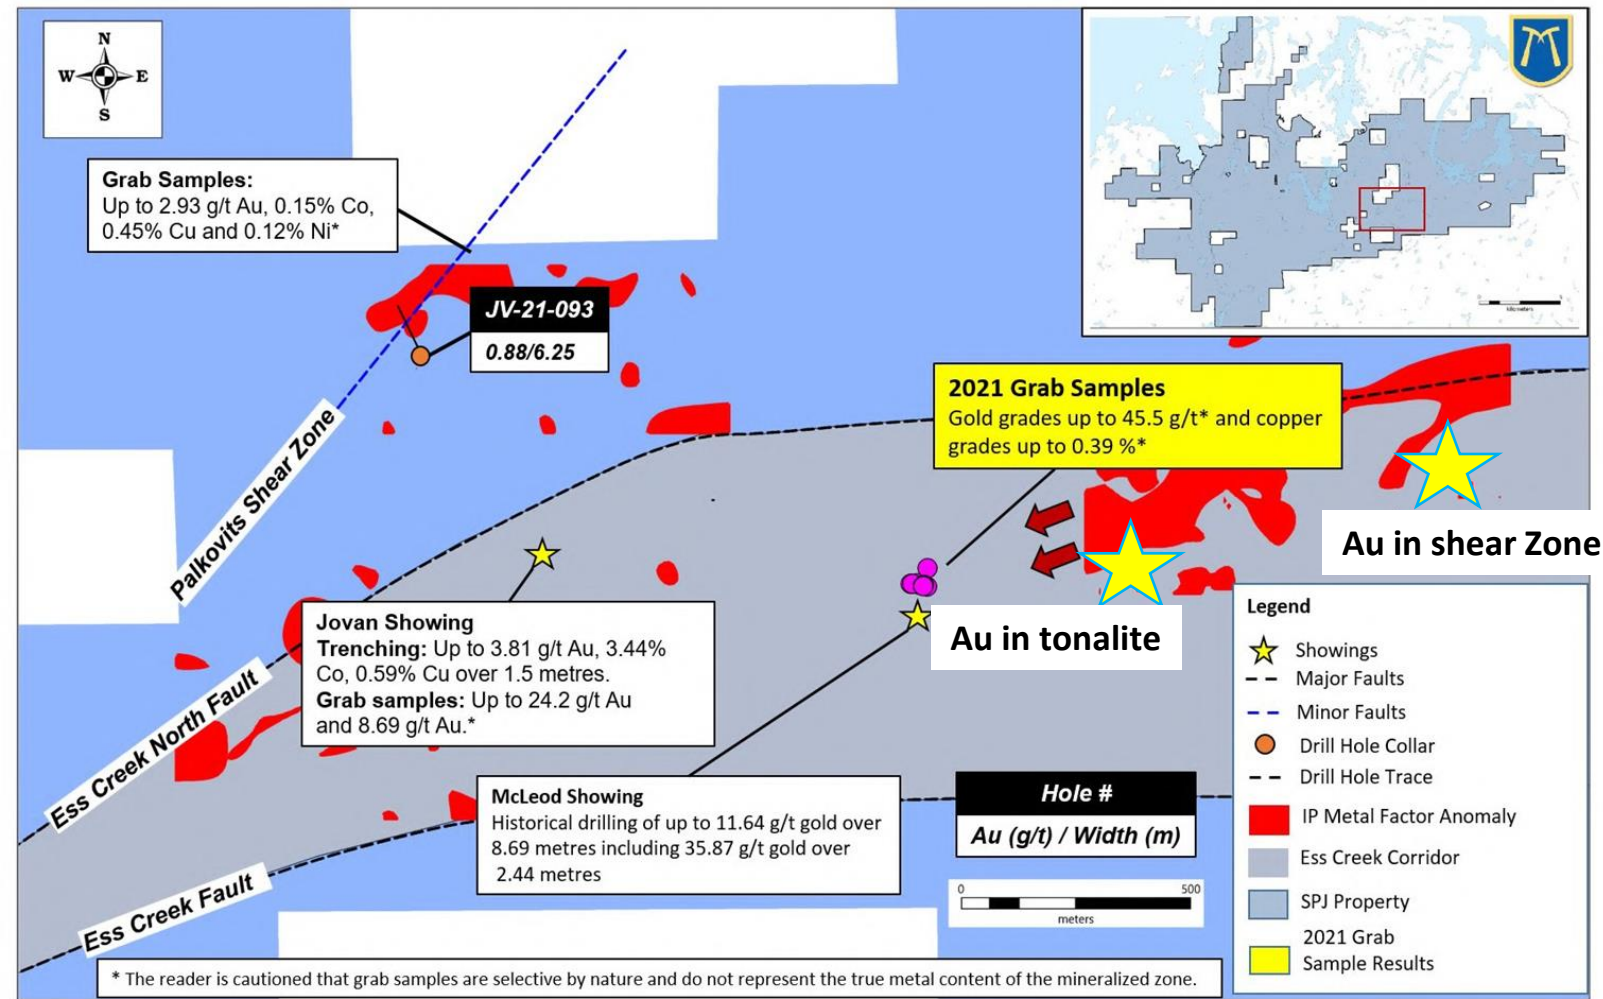 N
W E
S
Grab Samples:
Up to 2.93 g/t Au, 0.15% Co,
0.45% Cu and 0.12% Ni*
JV-21-093
0.88/6.25
2021 Grab Samples
Gold grades up to 45.5 g/t* and copper
grades up to 0.39 %*
Palkovits Shear Zone
Au in shear Zone
Au in tonalite
Jovan Showing
Trenching: Up to 3.81 g/t Au, 3.44%
Co, 0.59% Cu over 1.5 metres.
Grab samples: Up to 24.2 g/t Au
and 8.69 g/t Au.*
Ess Creek North Fault
McLeod Showing
Historical drilling of up to 11.64 g/t gold over
8.69 metres including 35.87 g/t gold over
2.44 metres
Ess Creek Fault
Hole #
Au (g/t) / Width (m)
0 500
meters
Legend
Showings
Major Faults
Minor Faults
Drill Hole Collar
Drill Hole Trace
IP Metal Factor Anomaly
Ess Creek Corridor
SPJ Property
2021 Grab
Sample Results
* The reader is cautioned that grab samples are selective by nature and do not represent the true metal content of the mineralized zone.